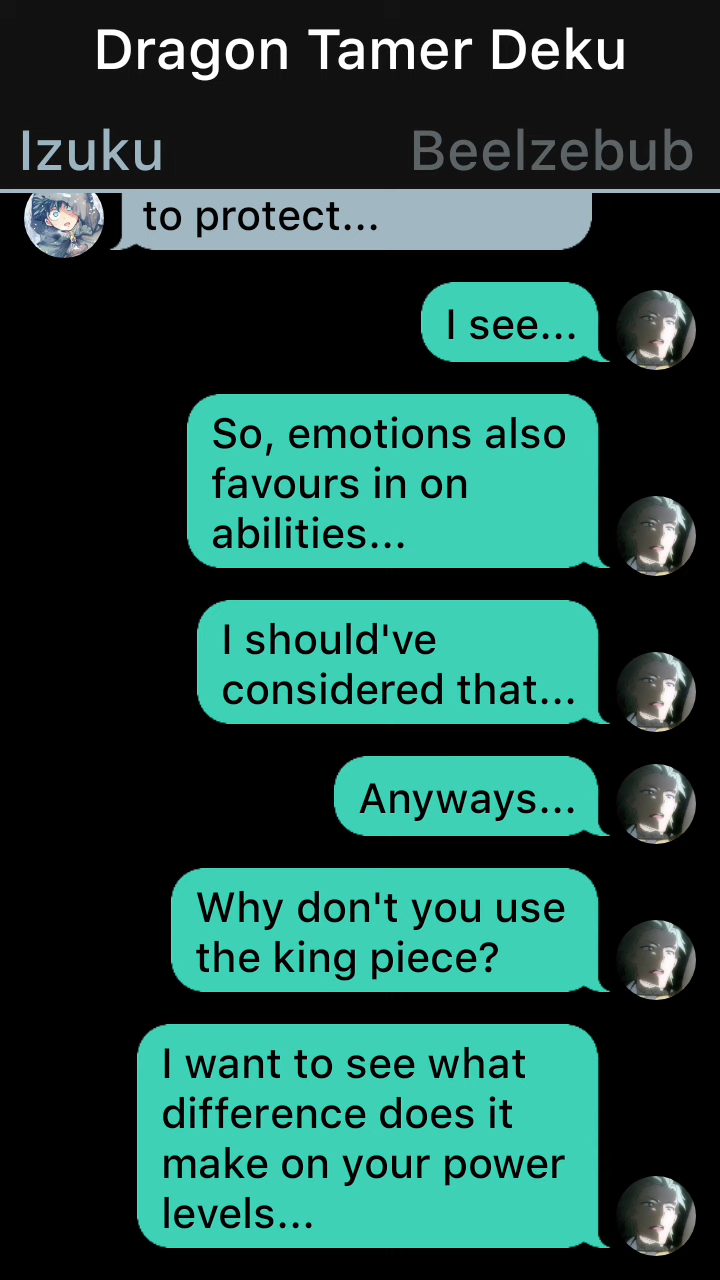 Dragon Tamer Deku
Izuku
Beelzebub
to protect...
I see...
So, emotions also
favours in on
abilities...
I should've
considered that...
Anyways...
Why don't you use
the king piece?
I want to see what
difference does it
make on your power
levels...